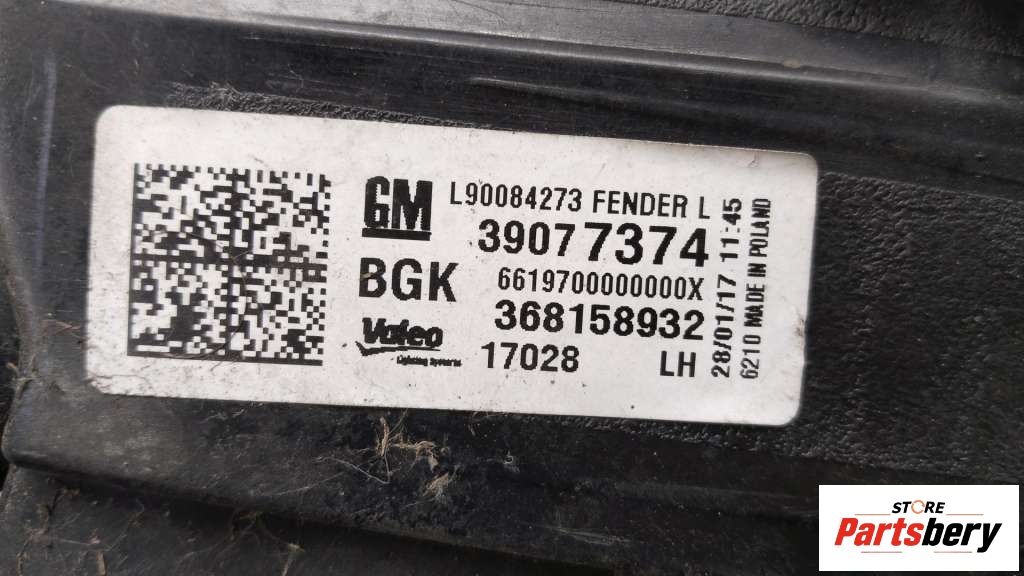 GM L90084273 FENDER L
39077374
BGK 6619700000000X
368158932
Valeo
Lighting Systems
17028 LH
28/01/17 11:45
6210 MADE IN POLAND
STORE
Partsbery